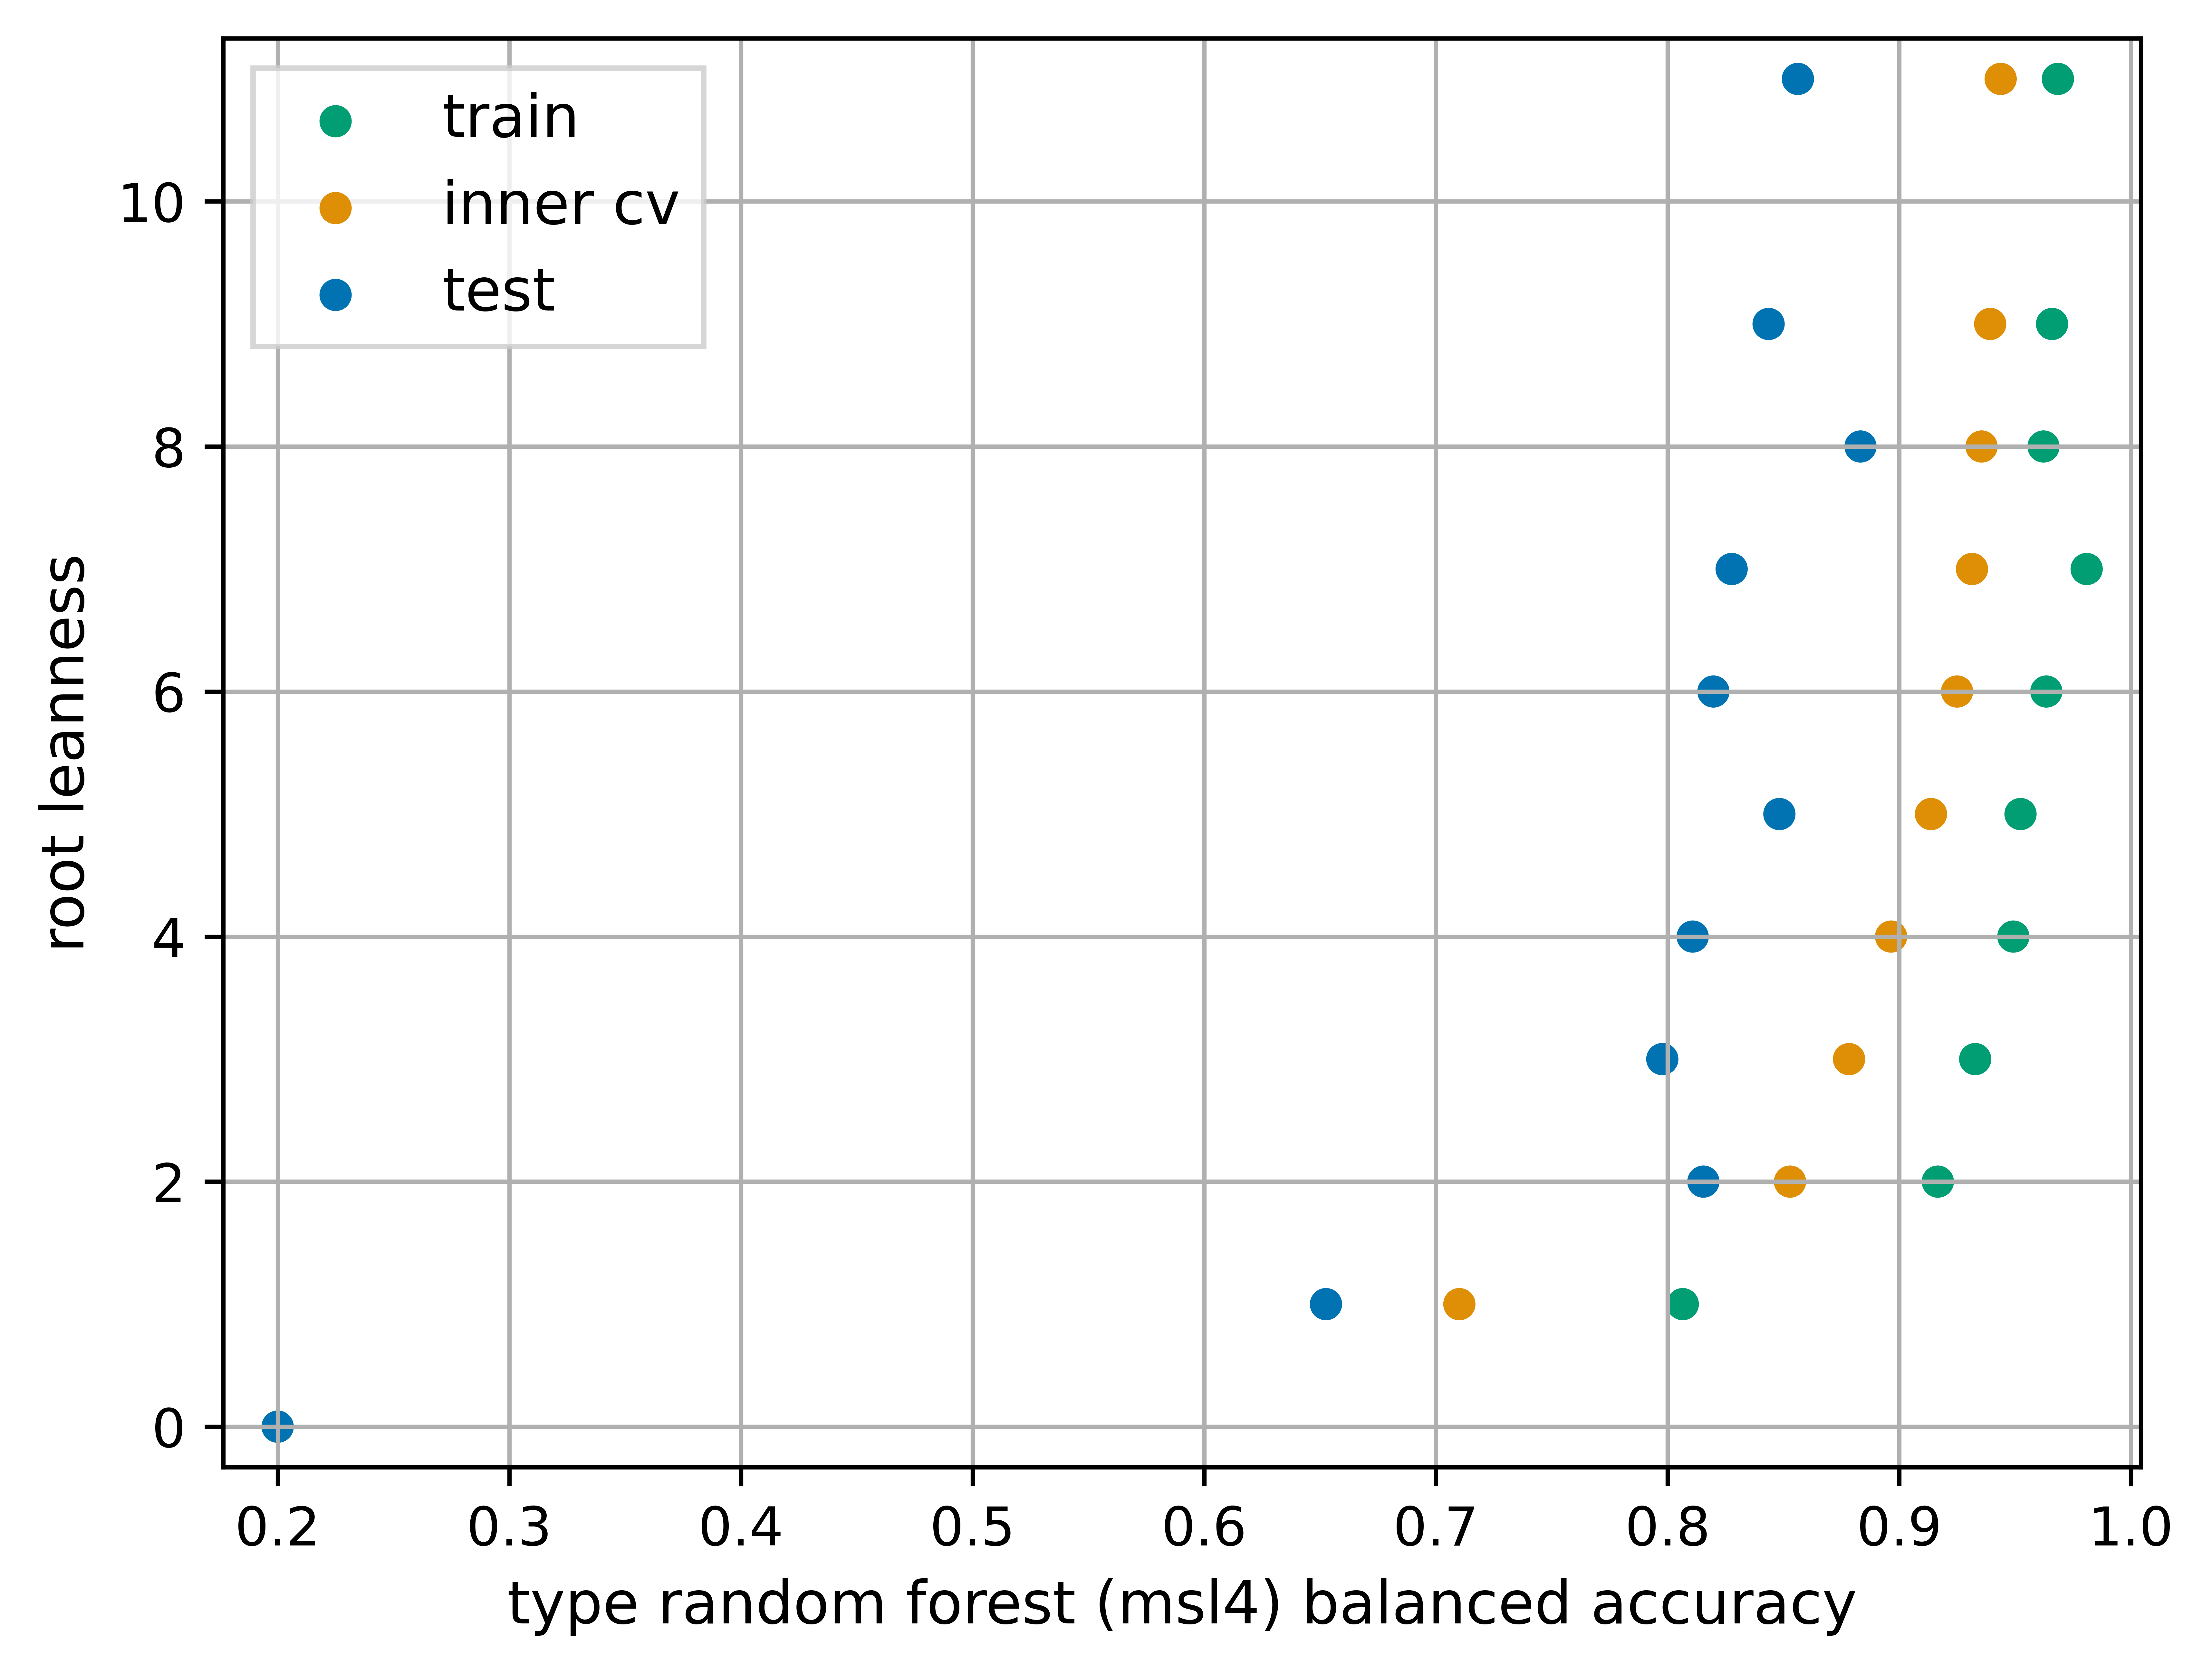 train
inner cv
test
10
8
6
4
2
0
root leanness
0.2 0.3 0.4 0.5 0.6 0.7 0.8 0.9 1.0
type random forest (msl4) balanced accuracy